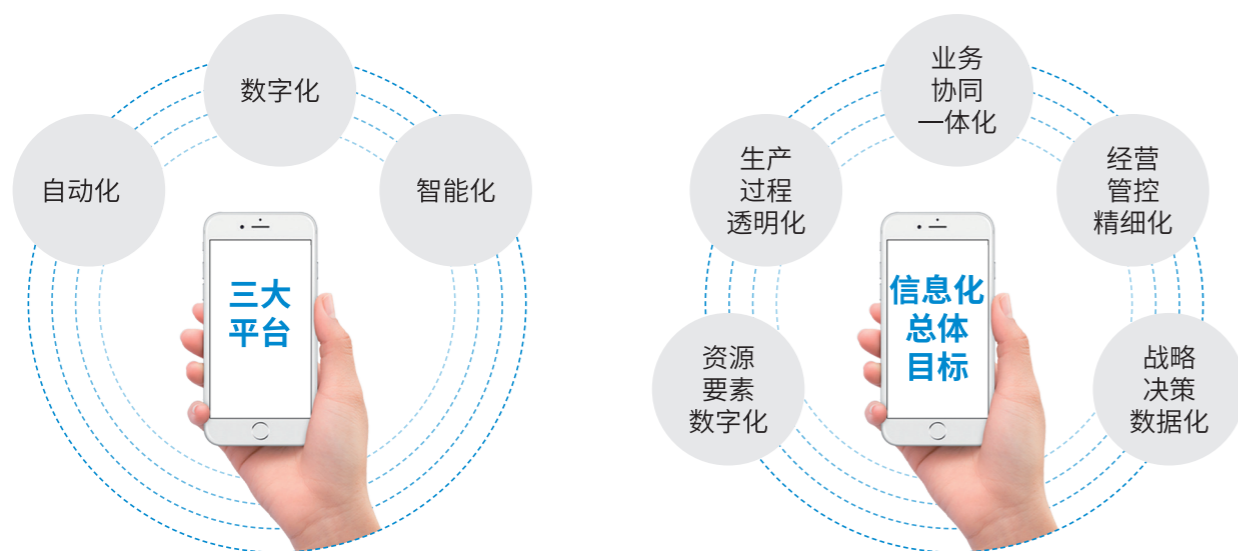 数字化
自动化
智能化
三大
平台
业务
协同
一体化
生产
过程
透明化
经营
管控
精细化
信息化
总体
目标
资源
要素
数字化
战略
决策
数据化